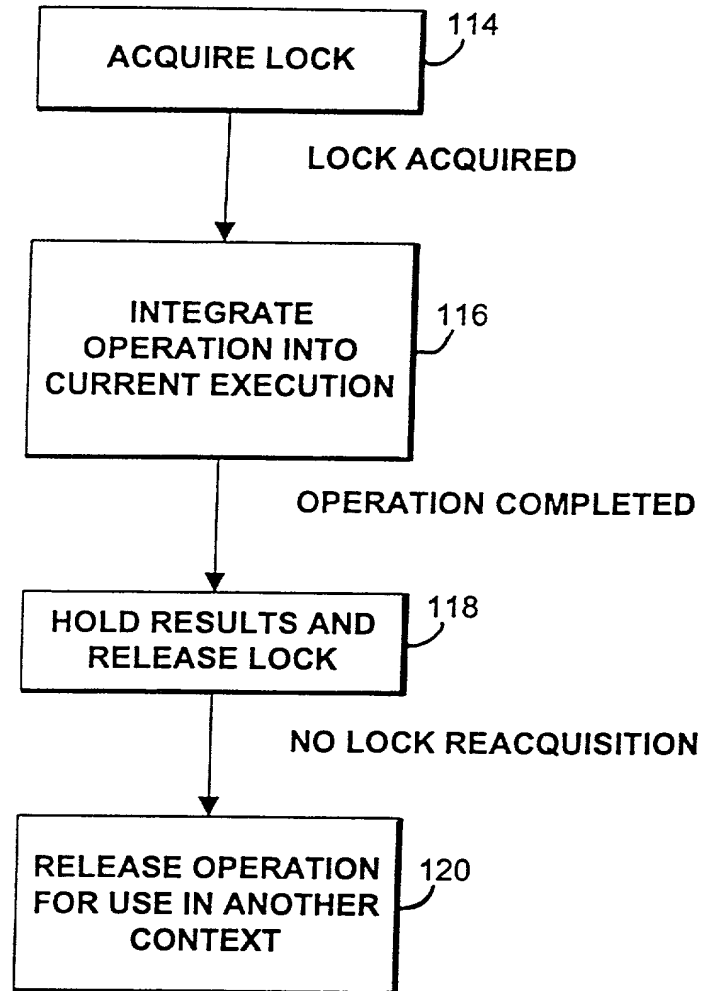 ACQUIRE LOCK
114
LOCK ACQUIRED
INTEGRATE
OPERATION INTO
CURRENT EXECUTION
116
OPERATION COMPLETED
HOLD RESULTS AND
RELEASE LOCK
118
NO LOCK REACQUISITION
RELEASE OPERATION
FOR USE IN ANOTHER
CONTEXT
120